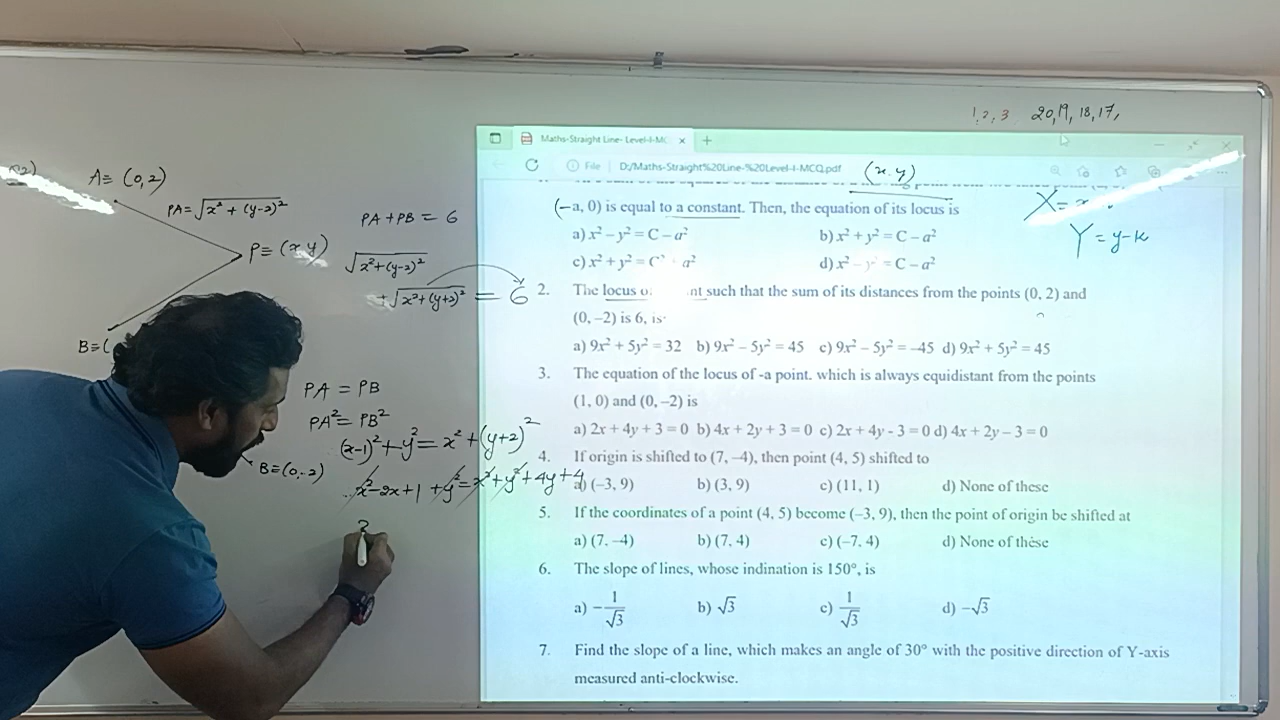 1, 2, 3 20, 19, 18, 17,
Maths-Straight Line- Level-I-MC
File D:/Maths-Straight%20Line-%20Level-I-MCQ.pdf
(x, y)
(–a, 0) is equal to a constant. Then, the equation of its locus is
a) x² – y² = C – a²
b) x² + y² = C – a²
c) x² + y² = C² + a²
d) x² – y² = C – a²
2. The locus o nt such that the sum of its distances from the points (0, 2) and
(0, –2) is 6, is
a) 9x² + 5y² = 32 b) 9x² – 5y² = 45 c) 9x² – 5y² = –45 d) 9x² + 5y² = 45
3. The equation of the locus of -a point. which is always equidistant from the points
(1, 0) and (0, –2) is
a) 2x + 4y + 3 = 0 b) 4x + 2y + 3 = 0 c) 2x + 4y - 3 = 0 d) 4x + 2y – 3 = 0
4. If origin is shifted to (7, –4), then point (4, 5) shifted to
a) (–3, 9) b) (3, 9) c) (11, 1) d) None of these
5. If the coordinates of a point (4, 5) become (–3, 9), then the point of origin be shifted at
a) (7, –4) b) (7, 4) c) (–7, 4) d) None of these
6. The slope of lines, whose indination is 150°, is
a) –1/√3 b) √3 c) 1/√3 d) –√3
7. Find the slope of a line, which makes an angle of 30° with the positive direction of Y-axis
measured anti-clockwise.
X =
Y = y-k
A ≡ (0, 2)
PA = √x² + (y-2)²
P ≡ (x, y)
B ≡ (
PA + PB = 6
√x² + (y-2)²
+ √x² + (y+2)² = 6
PA = PB
PA² = PB²
(x-1)² + y² = x² + (y+2)²
B ≡ (0, -2)
x² - 2x + 1 + y² = x² + y² + 4y + 4